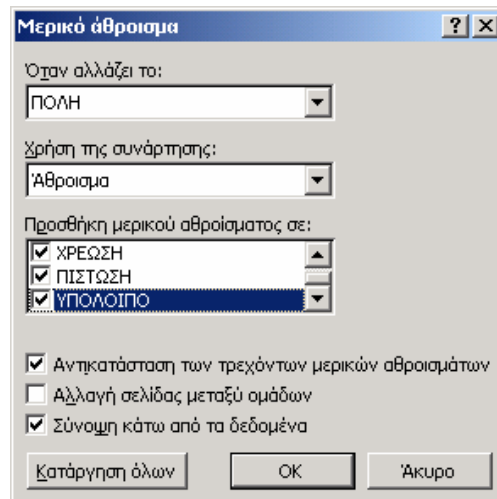 Μερικό άθροισμα
Όταν αλλάζει το:
ΠΟΛΗ
Χρήση της συνάρτησης:
Άθροισμα
Προσθήκη μερικού αθροίσματος σε:
ΧΡΕΩΣΗ
ΠΙΣΤΩΣΗ
ΥΠΟΛΟΙΠΟ
Αντικατάσταση των τρεχόντων μερικών αθροισμάτων
Αλλαγή σελίδας μεταξύ ομάδων
Σύνοψη κάτω από τα δεδομένα
Κατάργηση όλων OK Άκυρο